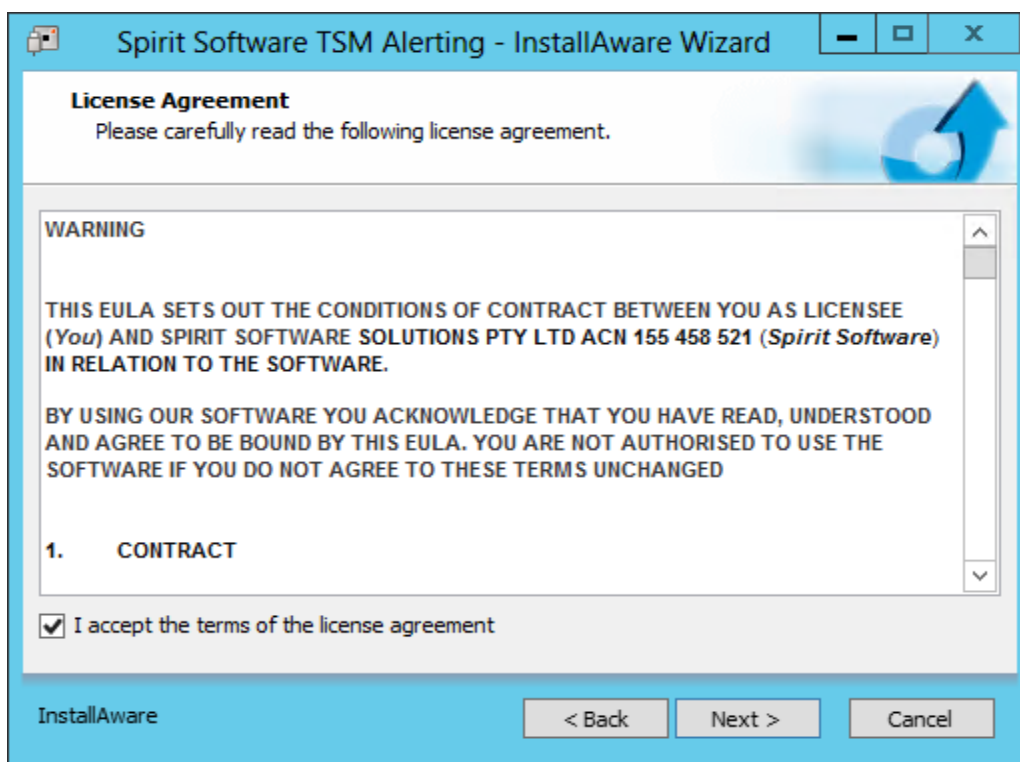 Spirit Software TSM Alerting - InstallAware Wizard
License Agreement
Please carefully read the following license agreement.
WARNING
THIS EULA SETS OUT THE CONDITIONS OF CONTRACT BETWEEN YOU AS LICENSEE
(You) AND SPIRIT SOFTWARE SOLUTIONS PTY LTD ACN 155 458 521 (Spirit Software)
IN RELATION TO THE SOFTWARE.
BY USING OUR SOFTWARE YOU ACKNOWLEDGE THAT YOU HAVE READ, UNDERSTOOD
AND AGREE TO BE BOUND BY THIS EULA. YOU ARE NOT AUTHORISED TO USE THE
SOFTWARE IF YOU DO NOT AGREE TO THESE TERMS UNCHANGED
1. CONTRACT
I accept the terms of the license agreement
InstallAware < Back Next > Cancel